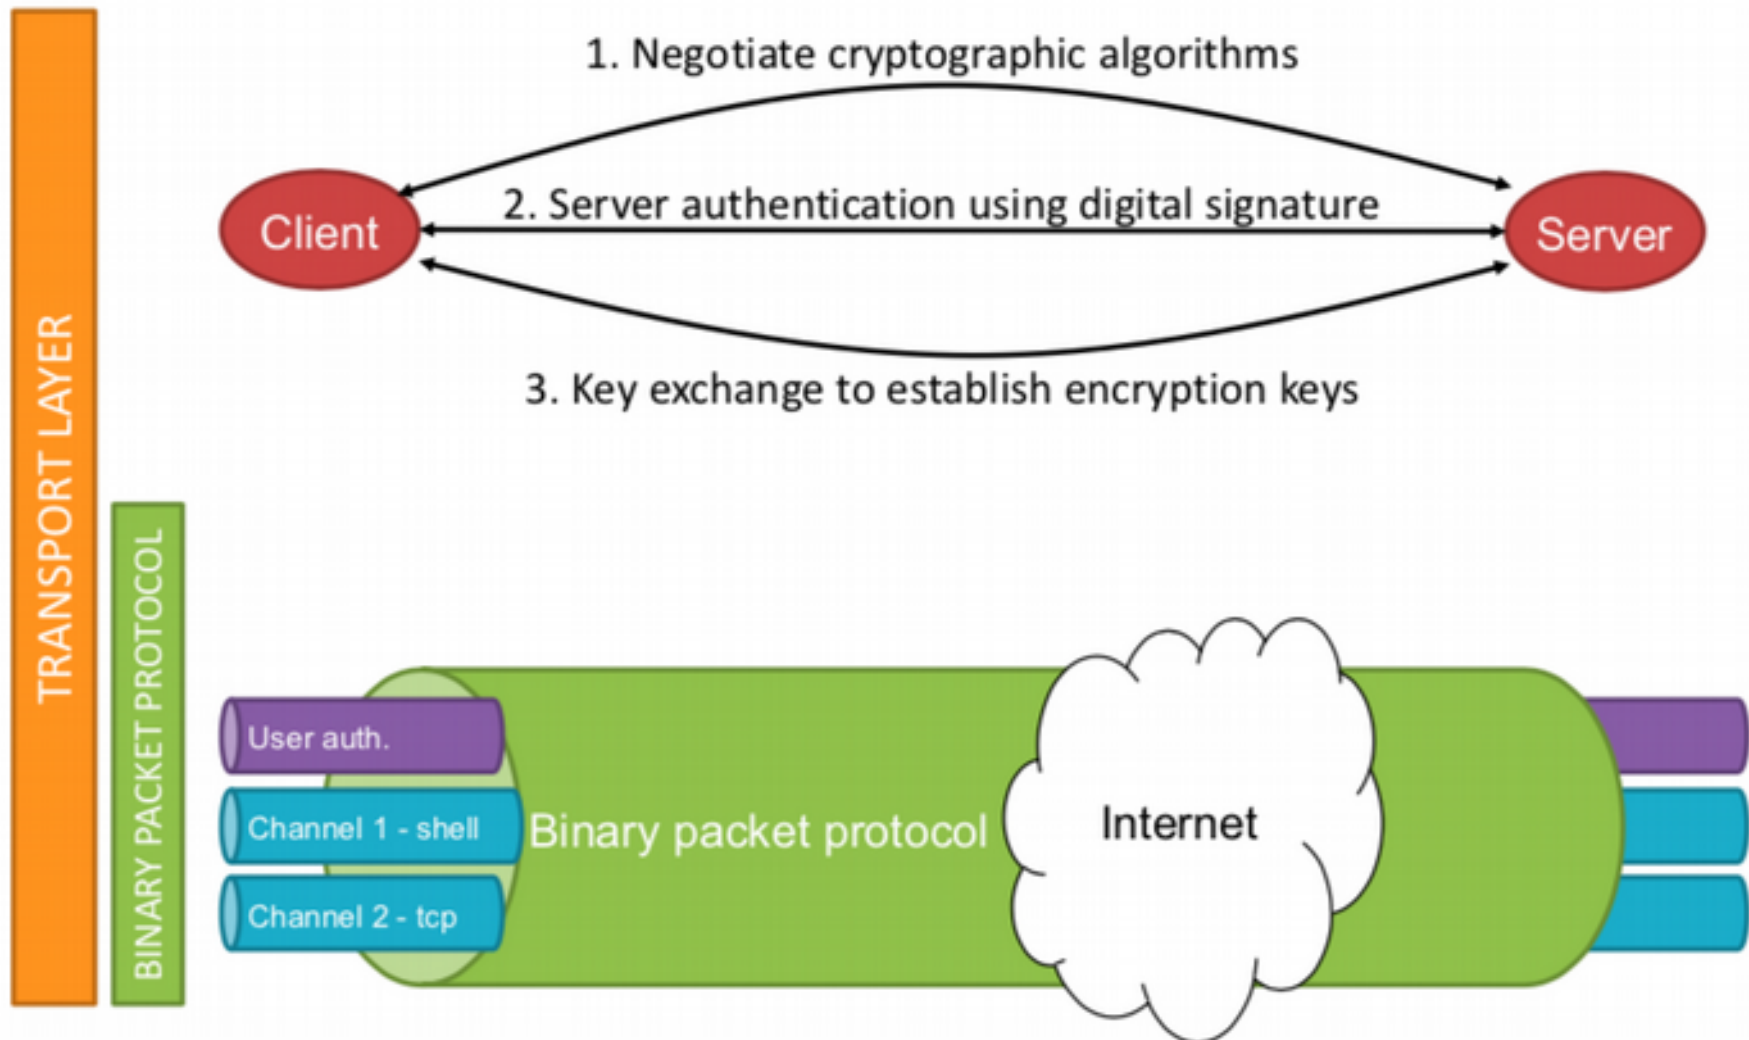 TRANSPORT LAYER
1. Negotiate cryptographic algorithms
Client
2. Server authentication using digital signature
Server
3. Key exchange to establish encryption keys
BINARY PACKET PROTOCOL
User auth.
Channel 1 - shell
Binary packet protocol
Internet
Channel 2 - tcp